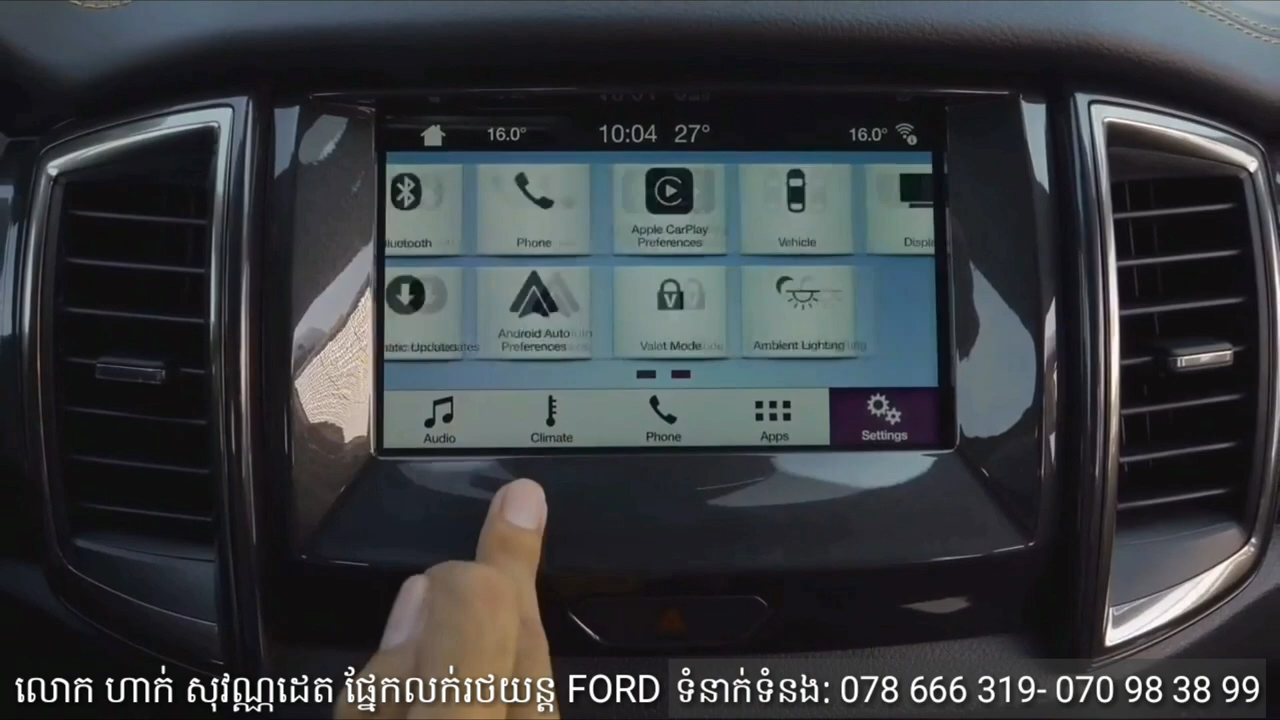 16.0° 10:04 27° 16.0°
luetooth Phone Apple CarPlay Preferences Vehicle Displa
atic Updates Android Auto Preferences Valet Mode Ambient Lighting
Audio Climate Phone Apps Settings
លោក ហាក់ សុវណ្ណដេត ផ្នែកលក់រថយន្ត FORD ទំនាក់ទំនង: 078 666 319- 070 98 38 99